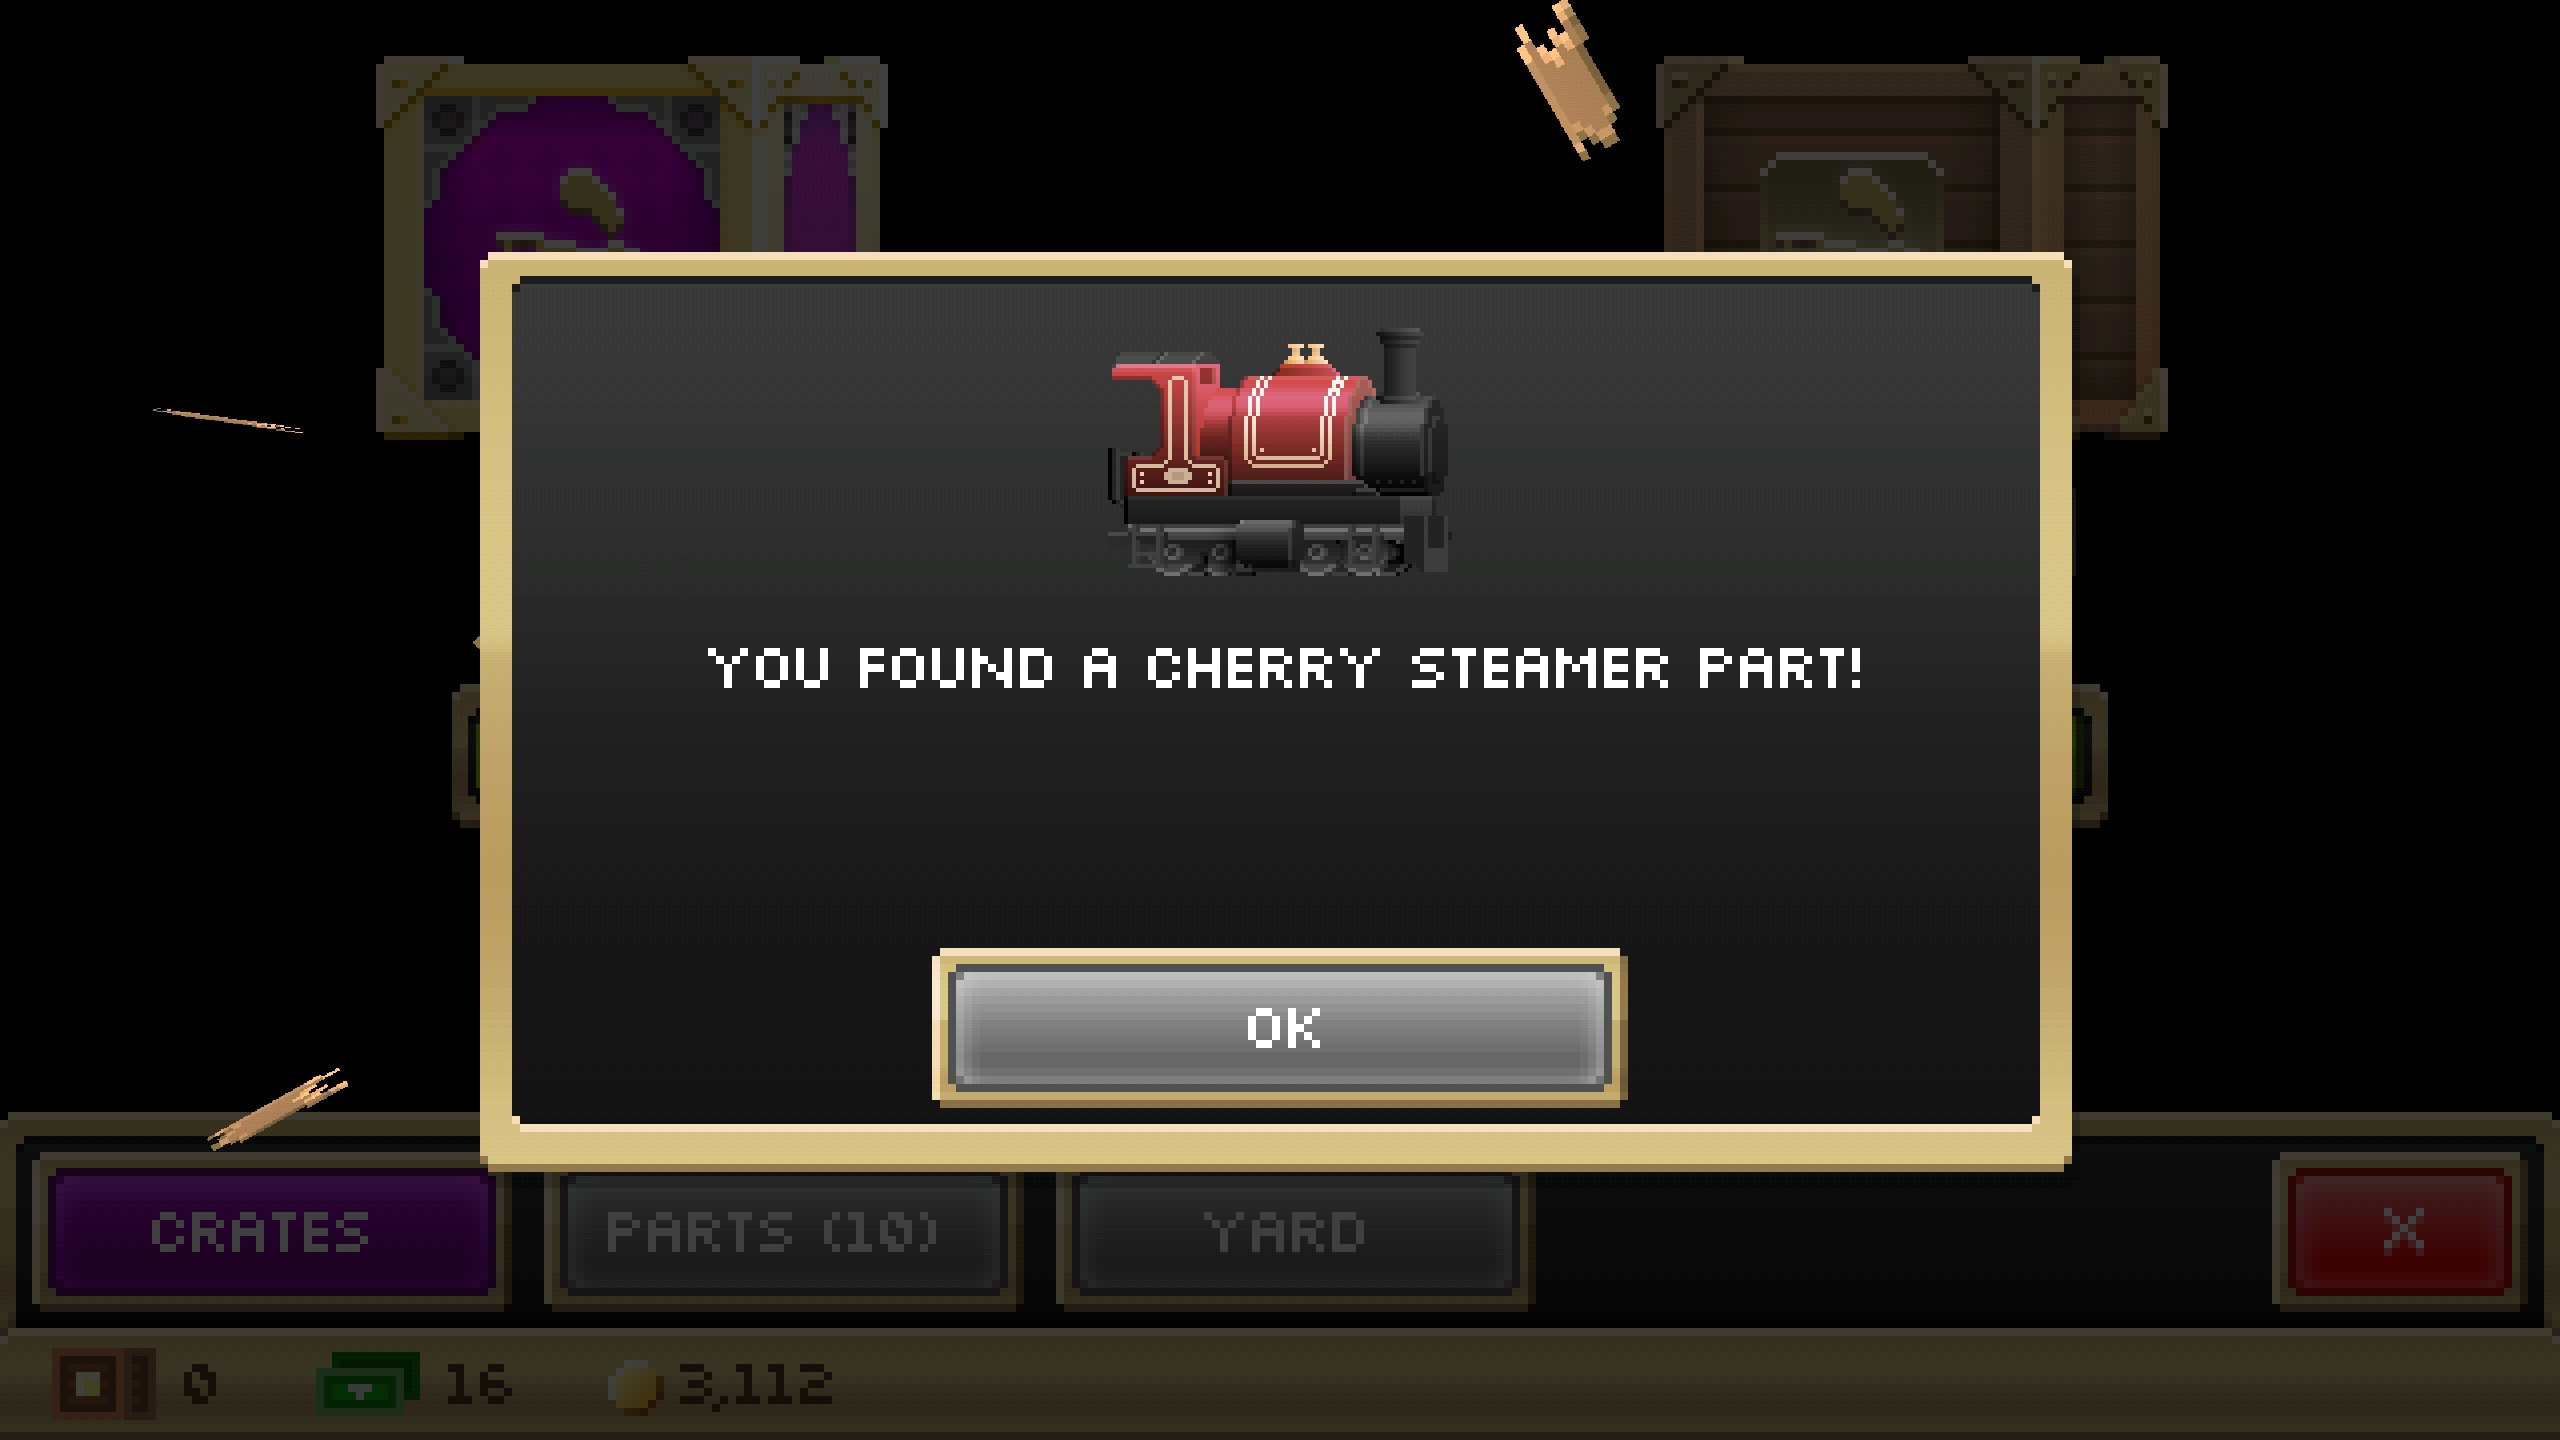 YOU FOUND A CHERRY STEAMER PART!
OK
CRATES
PARTS (10)
YARD
X
0
16
3,112